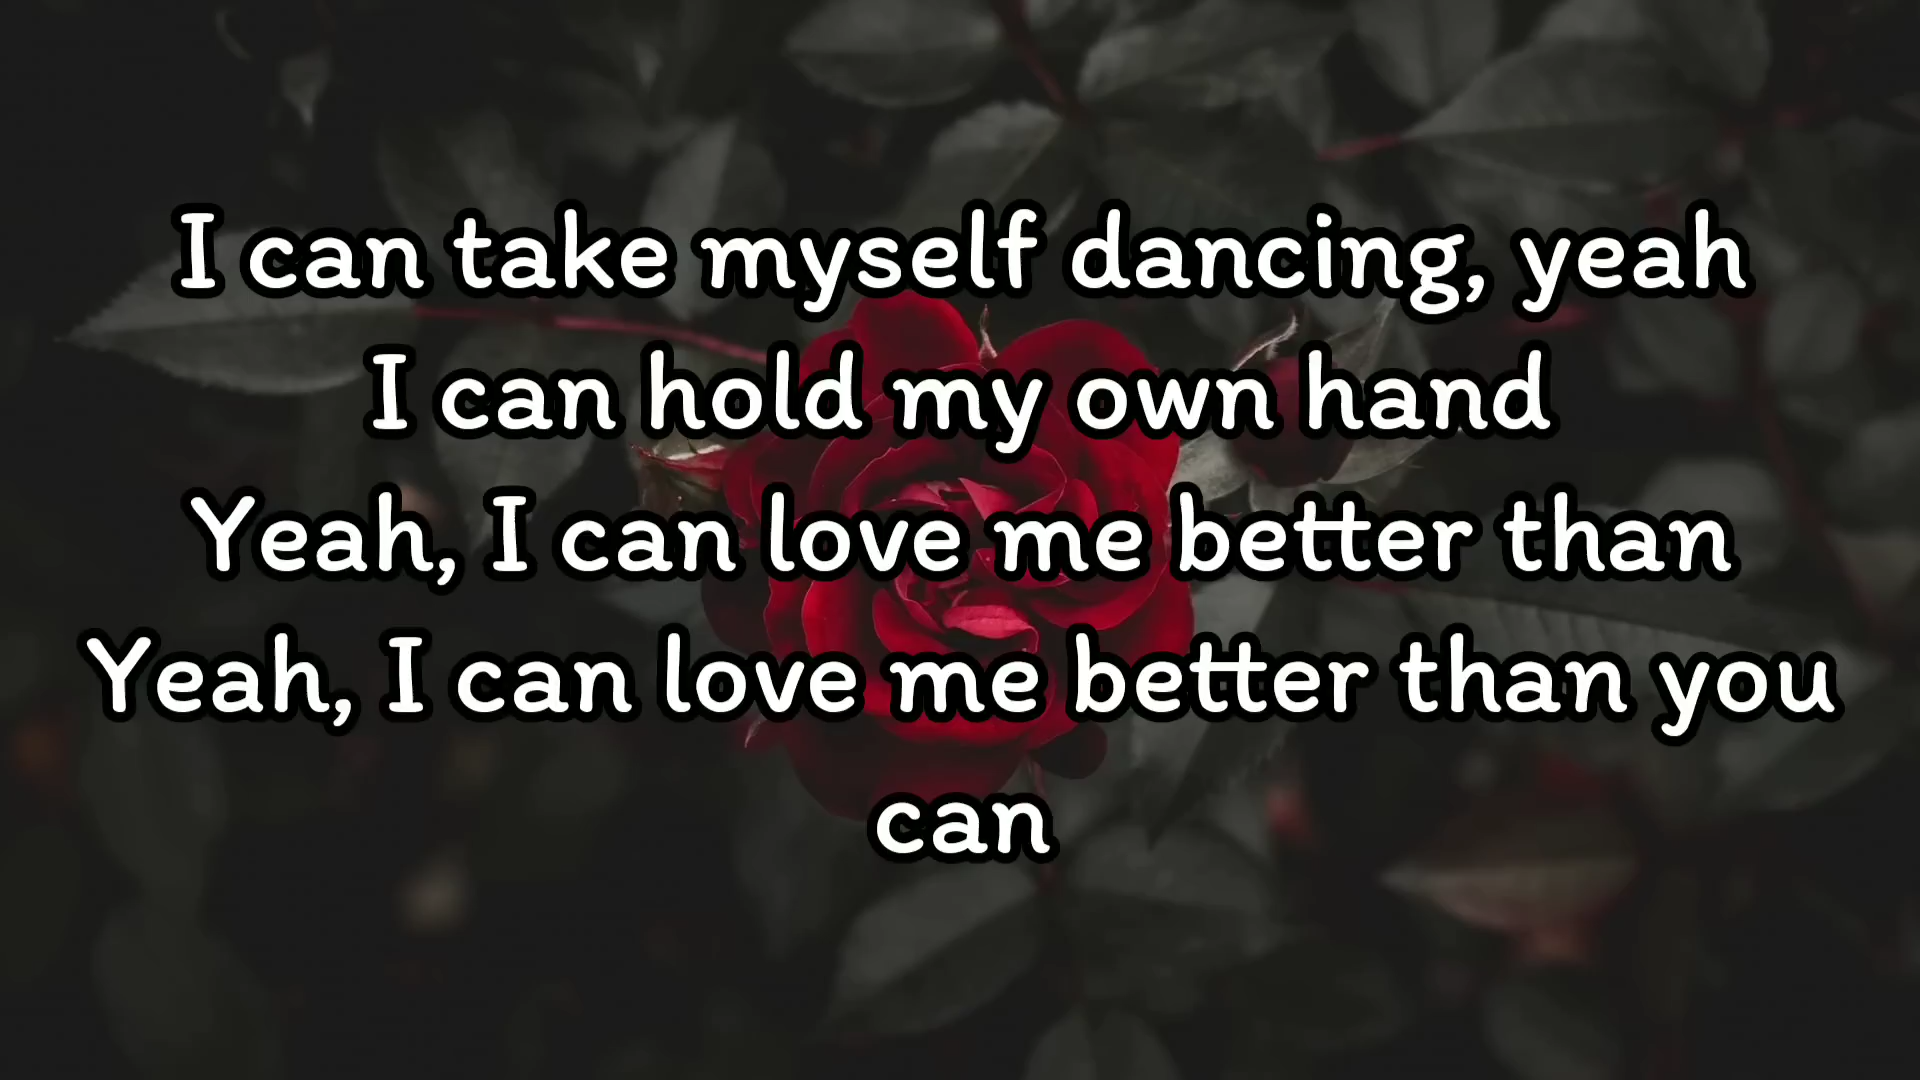 I can take myself dancing, yeah
I can hold my own hand
Yeah, I can love me better than
Yeah, I can love me better than you
can